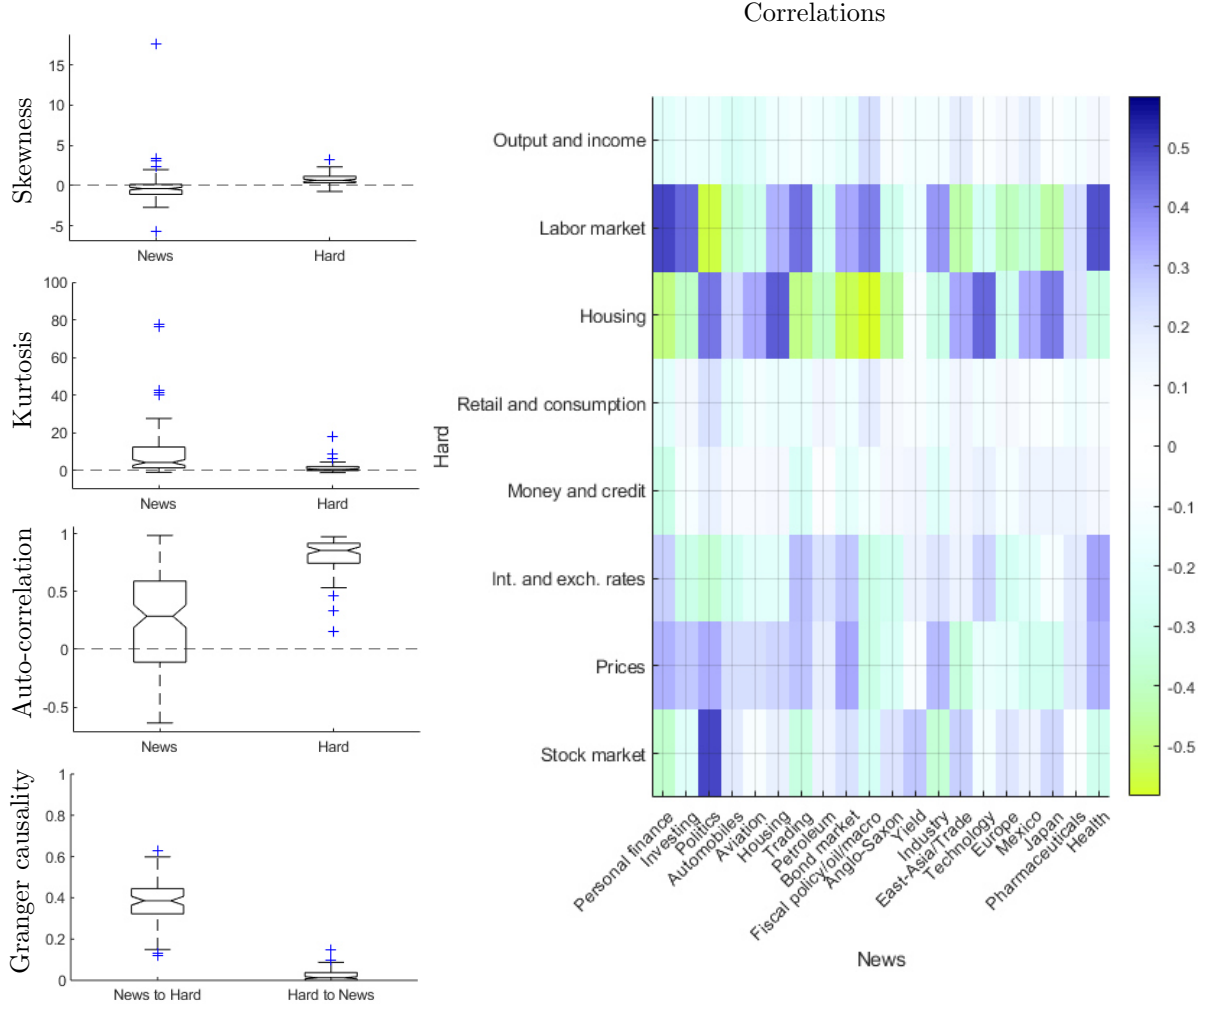 Correlations
Skewness
15
10
5
0
-5
News
Hard
Kurtosis
100
80
60
40
20
0
News
Hard
Auto-correlation
1
0.5
0
-0.5
News
Hard
Granger causality
1
0.8
0.6
0.4
0.2
0
News to Hard
Hard to News
Hard
Output and income
Labor market
Housing
Retail and consumption
Money and credit
Int. and exch. rates
Prices
Stock market
Personal finance
Investing
Politics
Automobiles
Aviation
Housing
Trading
Petroleum
Bond market
Fiscal policy/oil/macro
Anglo-Saxon
Yield
Industry
East-Asia/Trade
Technology
Europe
Mexico
Japan
Pharmaceuticals
Health
News
0.5
0.4
0.3
0.2
0.1
0
-0.1
-0.2
-0.3
-0.4
-0.5